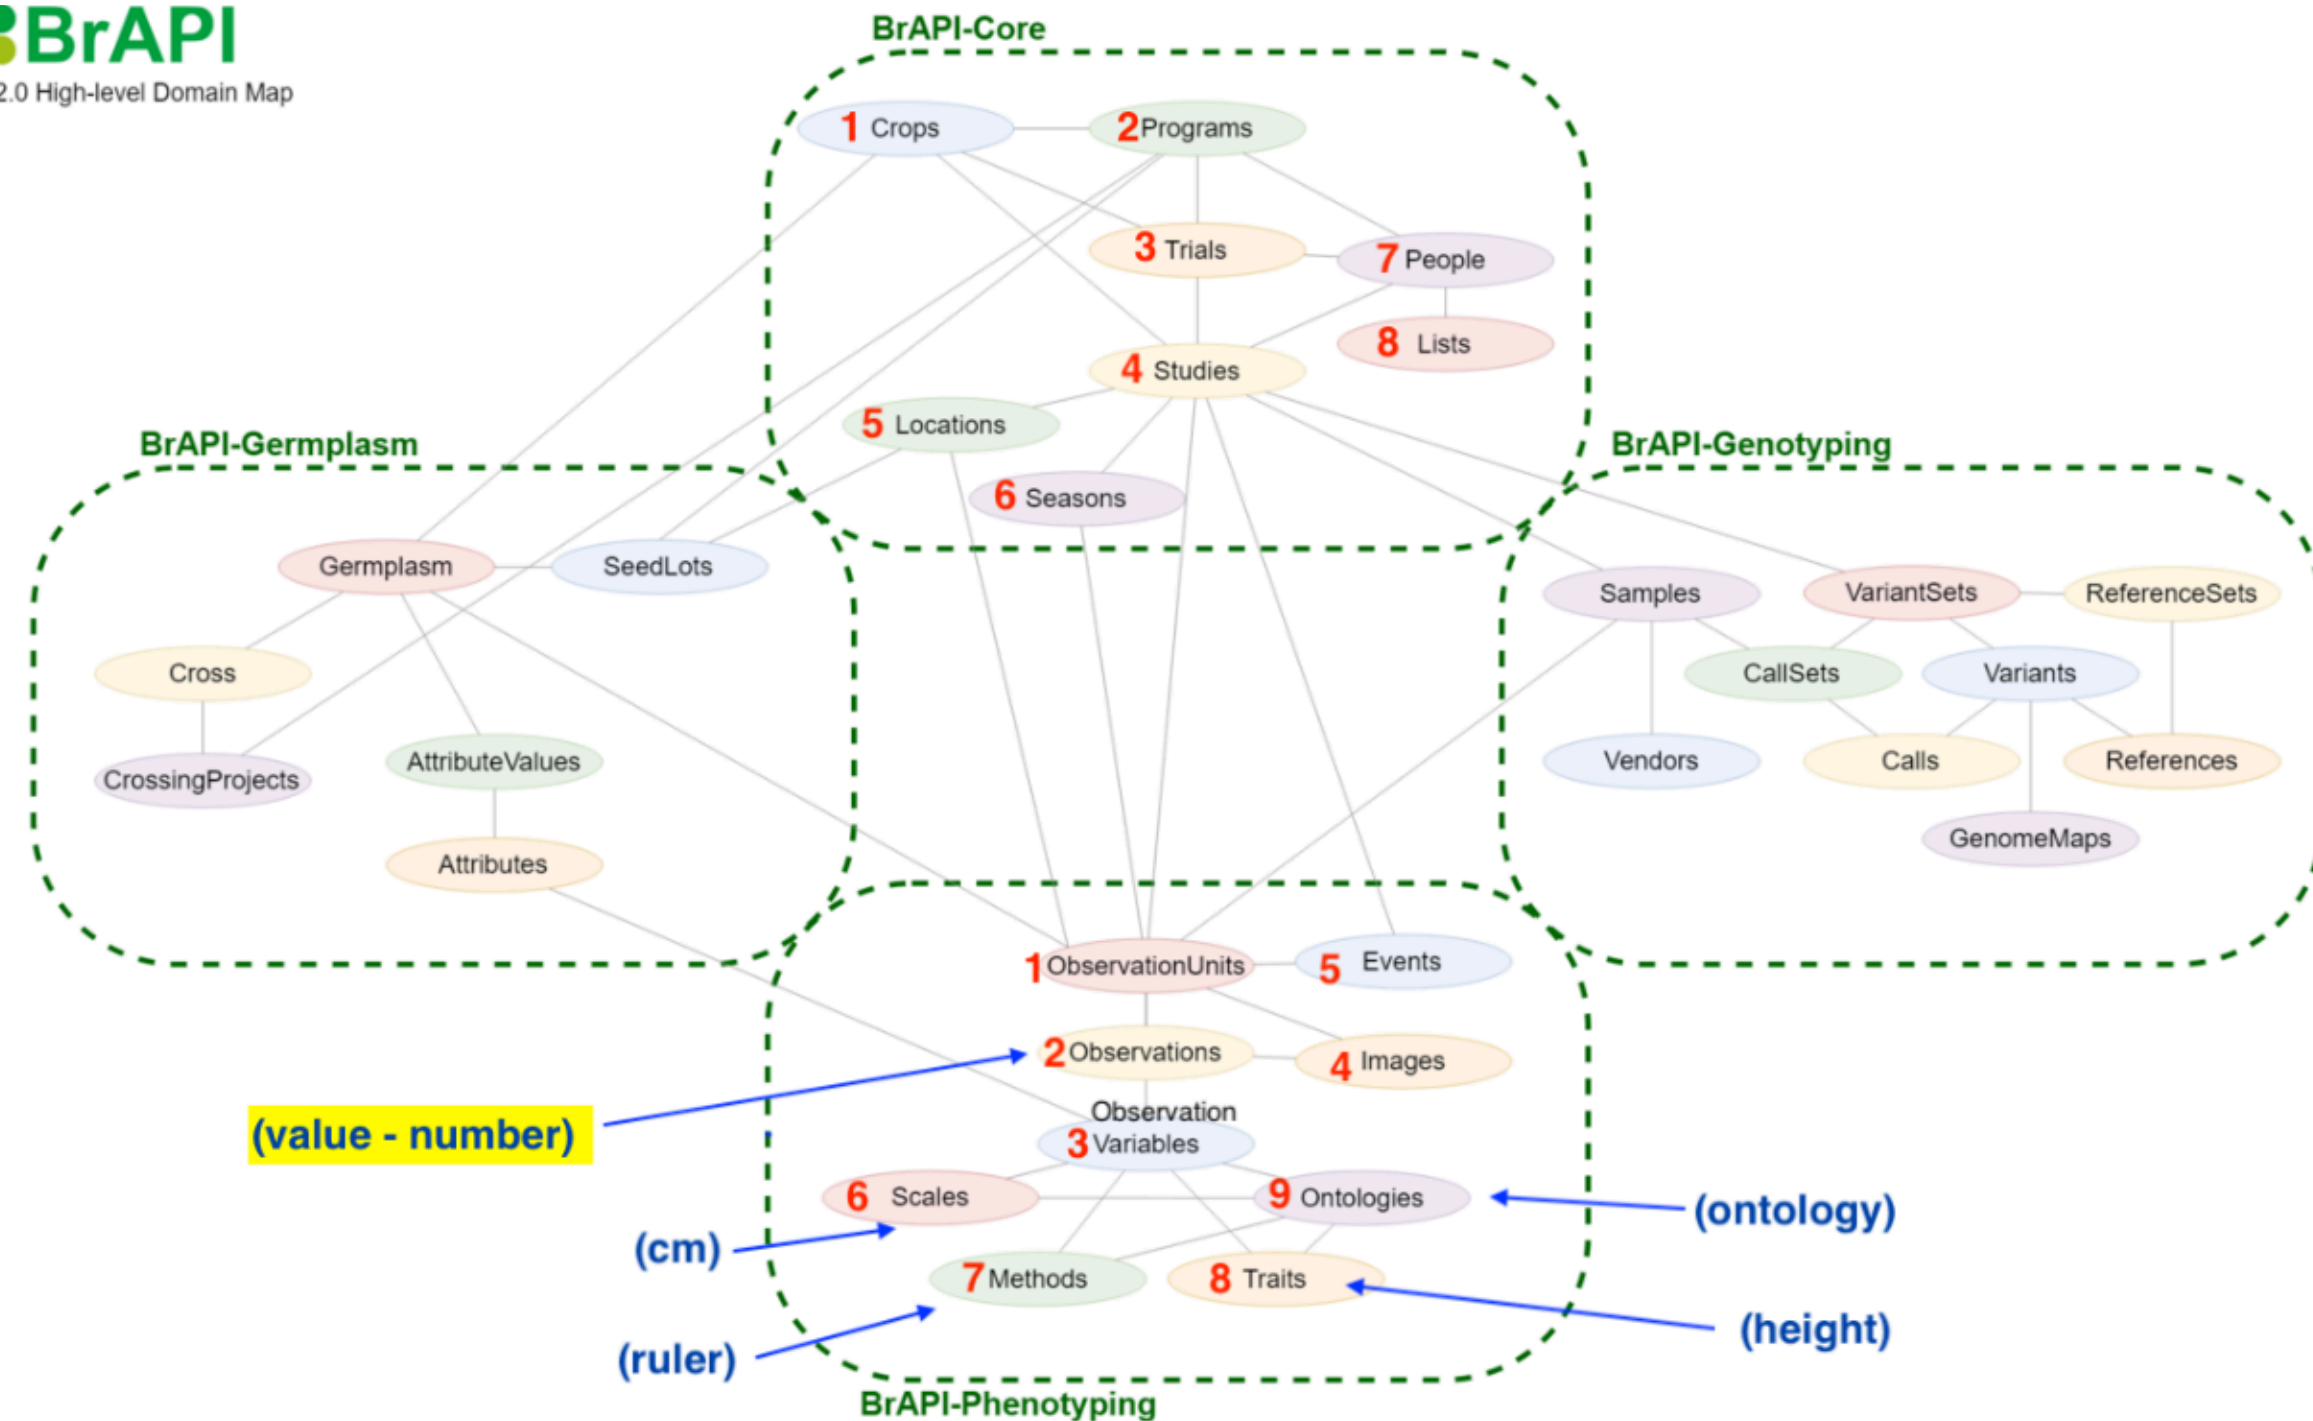 BrAPI
2.0 High-level Domain Map
BrAPI-Core
1 Crops
2 Programs
3 Trials
7 People
8 Lists
4 Studies
5 Locations
6 Seasons
BrAPI-Germplasm
Germplasm
SeedLots
Cross
CrossingProjects
AttributeValues
Attributes
BrAPI-Genotyping
Samples
VariantSets
ReferenceSets
CallSets
Variants
Vendors
Calls
References
GenomeMaps
1 ObservationUnits
5 Events
2 Observations
4 Images
(value - number)
Observation
3 Variables
6 Scales
9 Ontologies
(ontology)
(cm)
7 Methods
8 Traits
(height)
(ruler)
BrAPI-Phenotyping